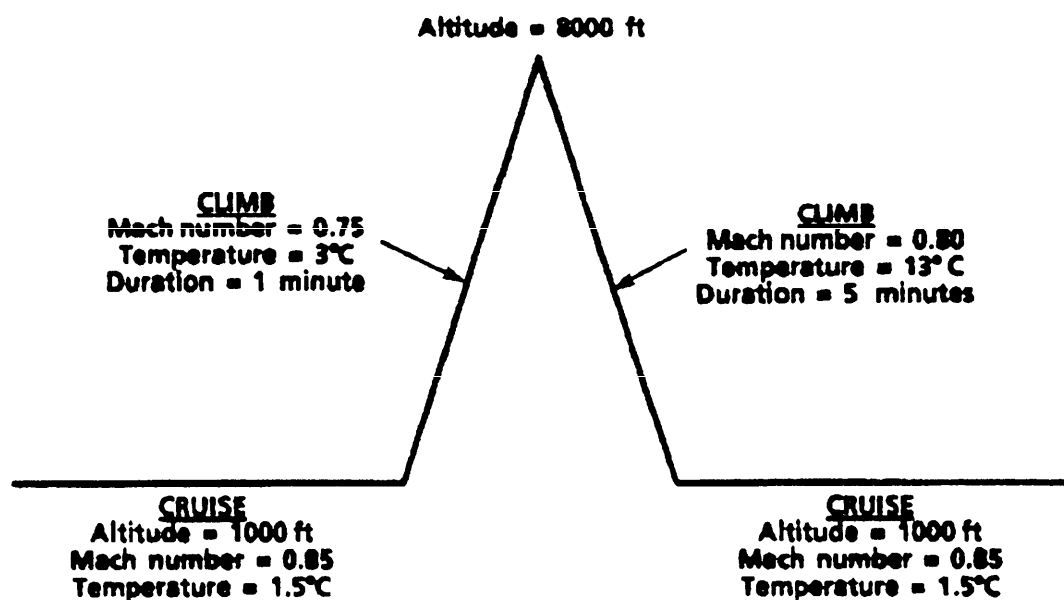 Altitude = 8000 ft
CLIMB
Mach number = 0.75
Temperature = 3°C
Duration = 1 minute
CLIMB
Mach number = 0.80
Temperature = 13°C
Duration = 5 minutes
CRUISE
Altitude = 1000 ft
Mach number = 0.85
Temperature = 1.5°C
CRUISE
Altitude = 1000 ft
Mach number = 0.85
Temperature = 1.5°C